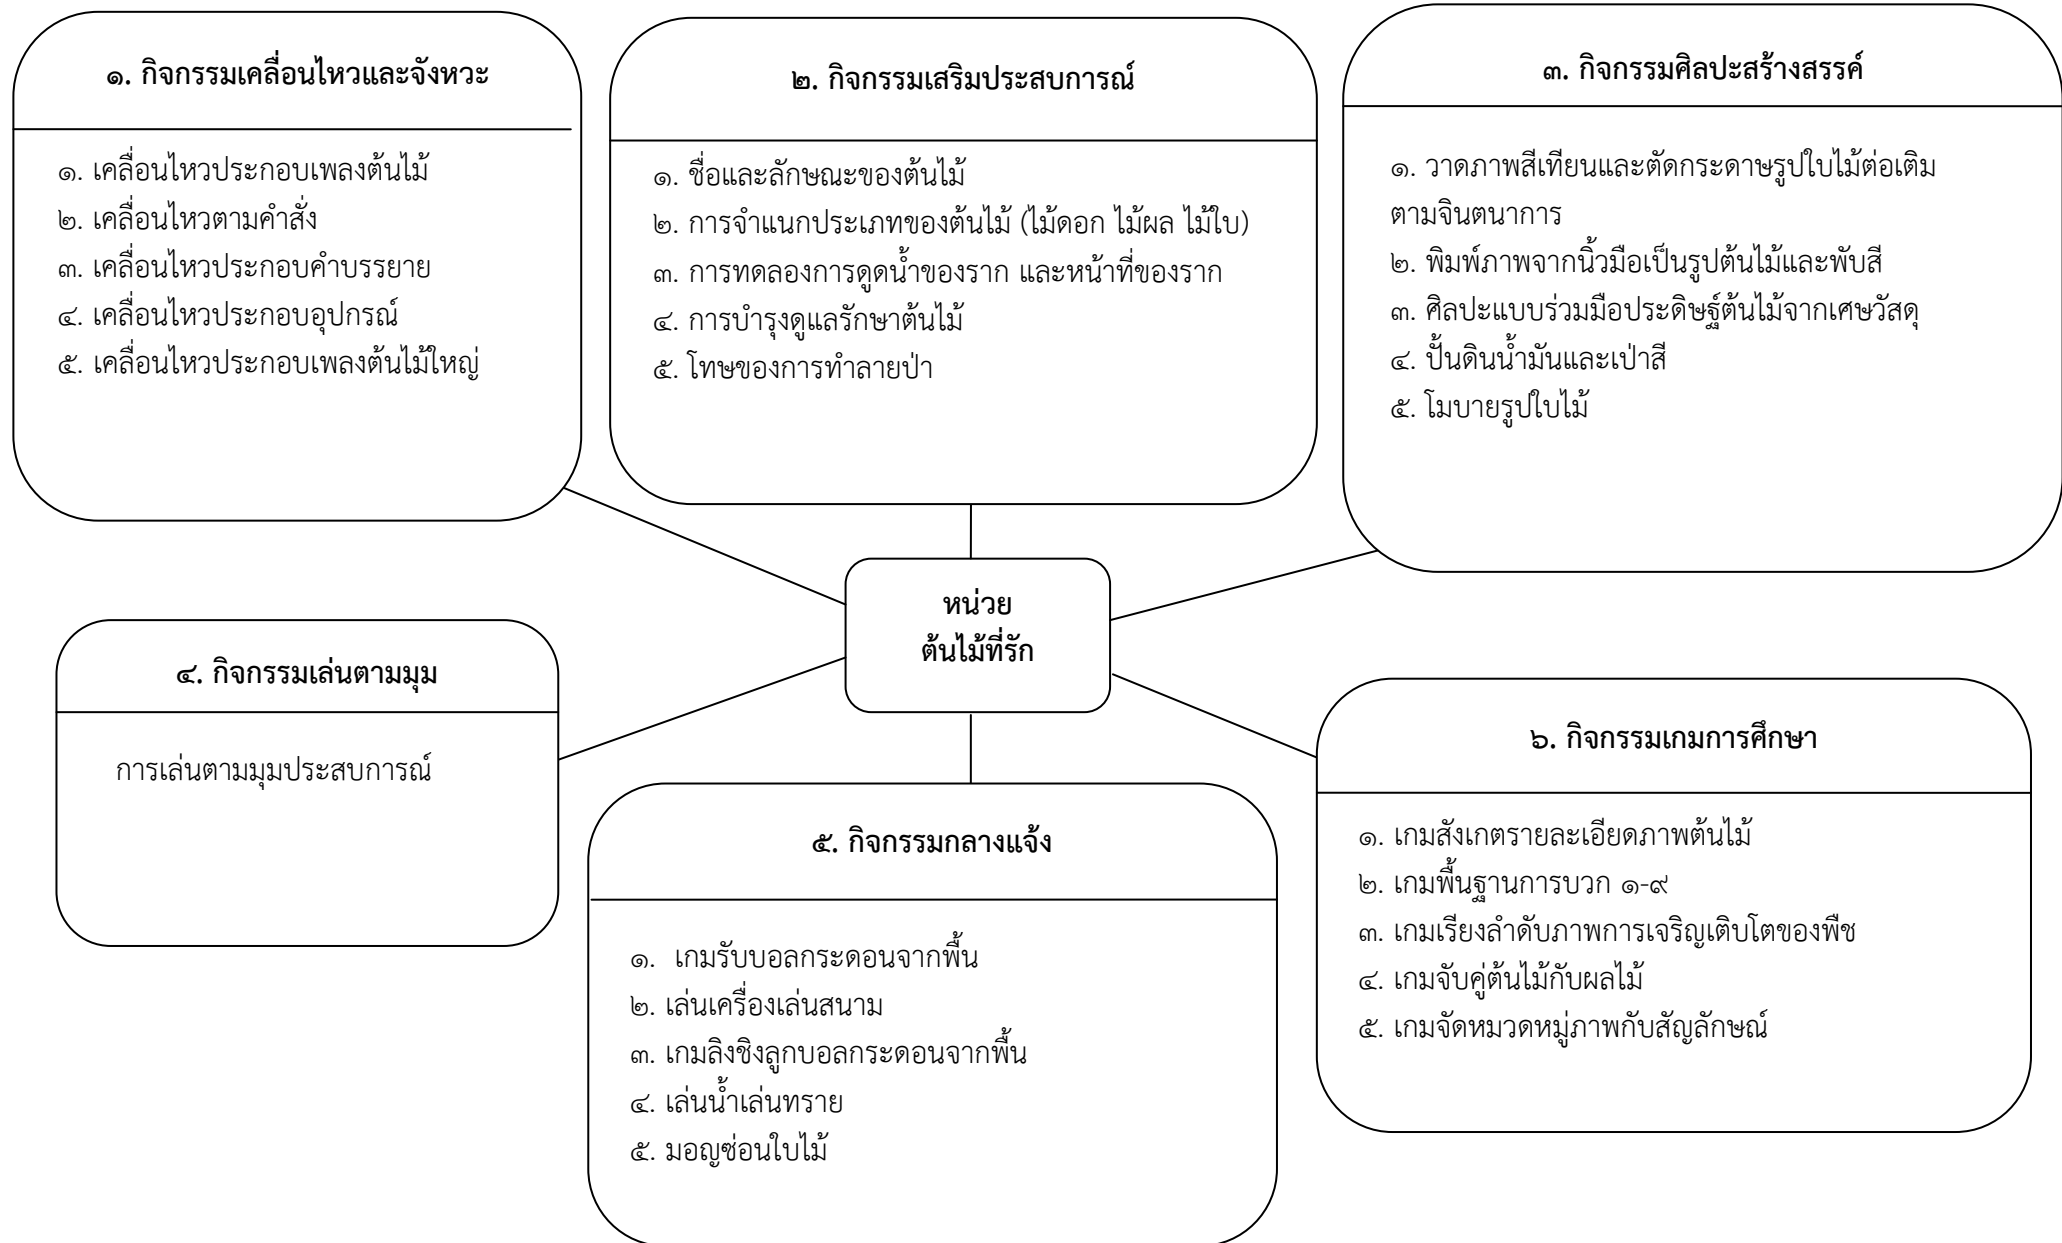 ๑. กิจกรรมเคลื่อนไหวและจังหวะ
๑. เคลื่อนไหวประกอบเพลงต้นไม้
๒. เคลื่อนไหวตามคำสั่ง
๓. เคลื่อนไหวประกอบคำบรรยาย
๔. เคลื่อนไหวประกอบอุปกรณ์
๕. เคลื่อนไหวประกอบเพลงต้นไม้ใหญ่
๒. กิจกรรมเสริมประสบการณ์
๑. ชื่อและลักษณะของต้นไม้
๒. การจำแนกประเภทของต้นไม้ (ไม้ดอก ไม้ผล ไม้ใบ)
๓. การทดลองการดูดน้ำของราก และหน้าที่ของราก
๔. การบำรุงดูแลรักษาต้นไม้
๕. โทษของการทำลายป่า
๓. กิจกรรมศิลปะสร้างสรรค์
๑. วาดภาพสีเทียนและตัดกระดาษรูปใบไม้ต่อเติม
ตามจินตนาการ
๒. พิมพ์ภาพจากนิ้วมือเป็นรูปต้นไม้และพับสี
๓. ศิลปะแบบร่วมมือประดิษฐ์ต้นไม้จากเศษวัสดุ
๔. ปั้นดินน้ำมันและเป่าสี
๕. โมบายรูปใบไม้
หน่วย
ต้นไม้ที่รัก
๔. กิจกรรมเล่นตามมุม
การเล่นตามมุมประสบการณ์
๕. กิจกรรมกลางแจ้ง
๑. เกมรับบอลกระดอนจากพื้น
๒. เล่นเครื่องเล่นสนาม
๓. เกมลิงชิงลูกบอลกระดอนจากพื้น
๔. เล่นน้ำเล่นทราย
๕. มอญซ่อนใบไม้
๖. กิจกรรมเกมการศึกษา
๑. เกมสังเกตรายละเอียดภาพต้นไม้
๒. เกมพื้นฐานการบวก ๑-๙
๓. เกมเรียงลำดับภาพการเจริญเติบโตของพืช
๔. เกมจับคู่ต้นไม้กับผลไม้
๕. เกมจัดหมวดหมู่ภาพกับสัญลักษณ์